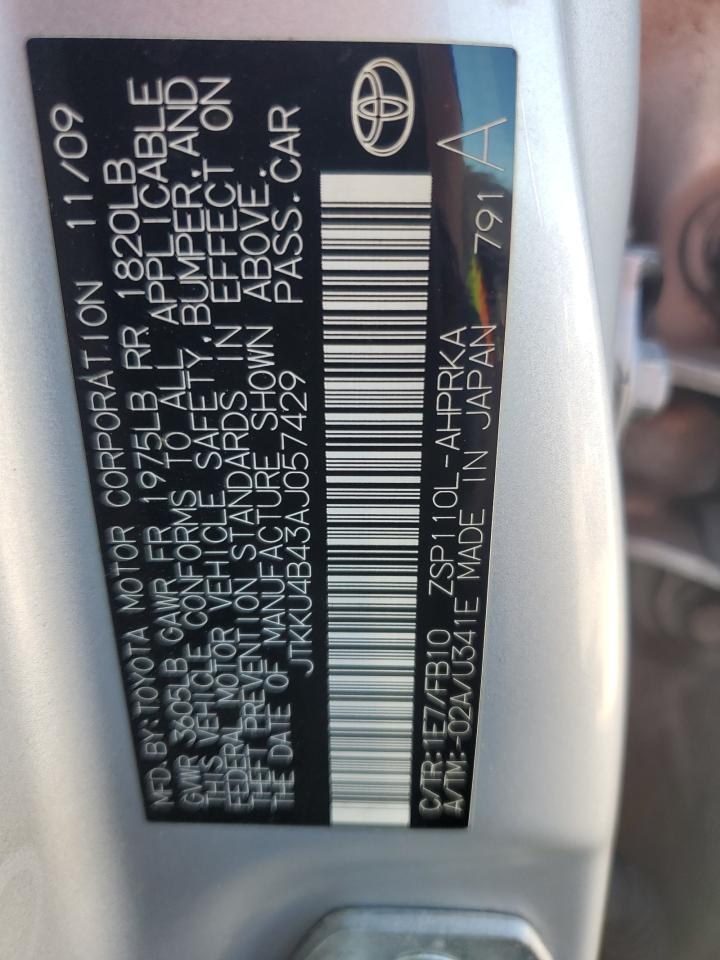 MFD.BY:TOYOTA MOTOR CORPORATION 11/09
GVWR 3605LB GAWR FR 1975LB RR 1820LB
THIS VEHICLE CONFORMS TO ALL APPLICABLE
FEDERAL MOTOR VEHICLE SAFETY, BUMPER, AND
THEFT PREVENTION STANDARDS IN EFFECT ON
THE DATE OF MANUFACTURE SHOWN ABOVE.
JTKKU4B43AJ057429 PASS.CAR
C/TR:1E7/FB10 ZSP110L-AHPRKA
A/TM:-02A/U341E MADE IN JAPAN 791 A